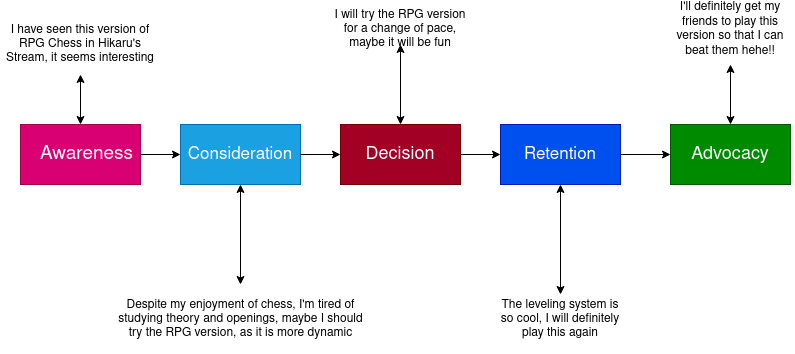 I have seen this version of
RPG Chess in Hikaru's
Stream, it seems interesting
I will try the RPG version
for a change of pace,
maybe it will be fun
I'll definitely get my
friends to play this
version so that I can
beat them hehe!!
Awareness
Consideration
Decision
Retention
Advocacy
Despite my enjoyment of chess, I'm tired of
studying theory and openings, maybe I should
try the RPG version, as it is more dynamic
The leveling system is
so cool, I will definitely
play this again